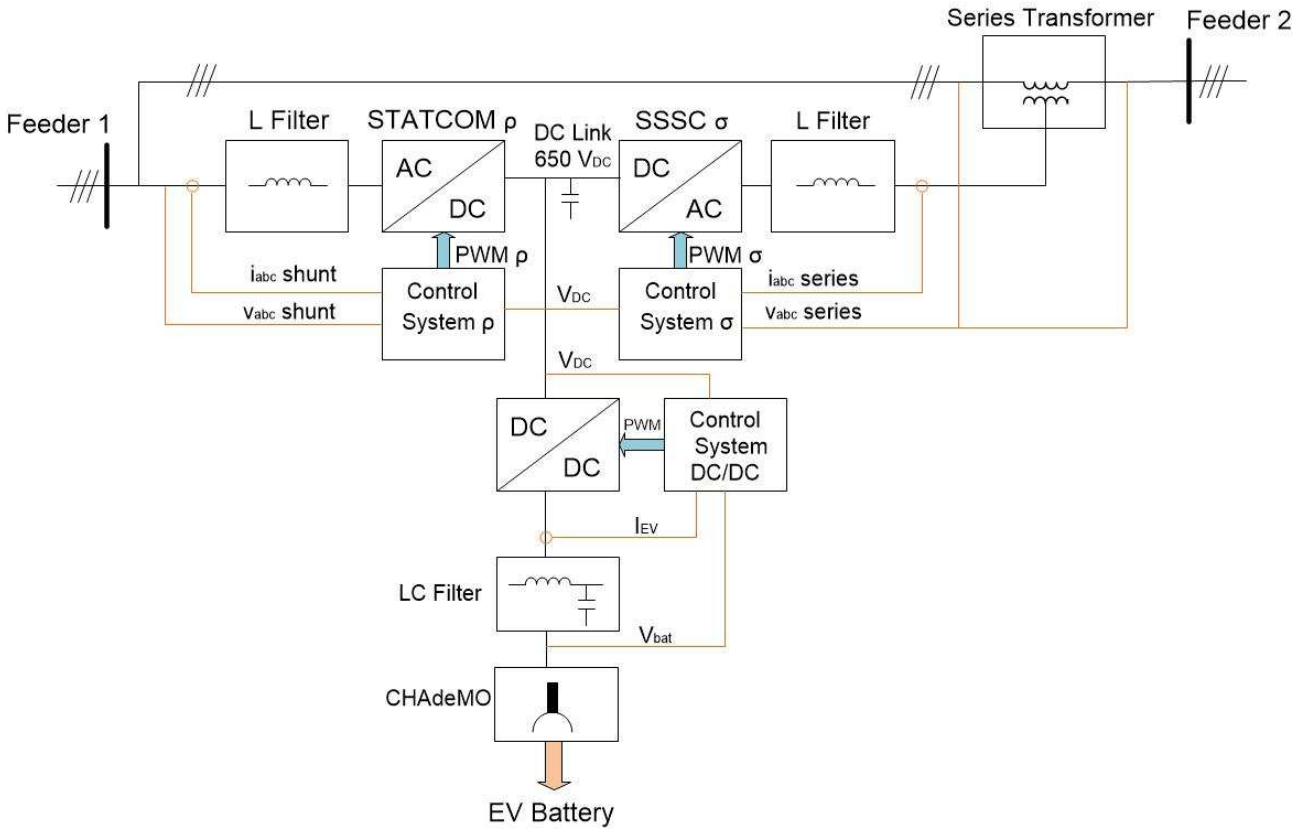 Series Transformer
Feeder 2
Feeder 1
L Filter
STATCOM ρ
DC Link
650 VDC
SSSC σ
L Filter
AC
DC
DC
AC
PWM ρ
PWM σ
iabc shunt
vabc shunt
Control
System ρ
VDC
Control
System σ
iabc series
vabc series
VDC
DC
DC
PWM
Control
System
DC/DC
IEV
LC Filter
Vbat
CHAdeMO
EV Battery